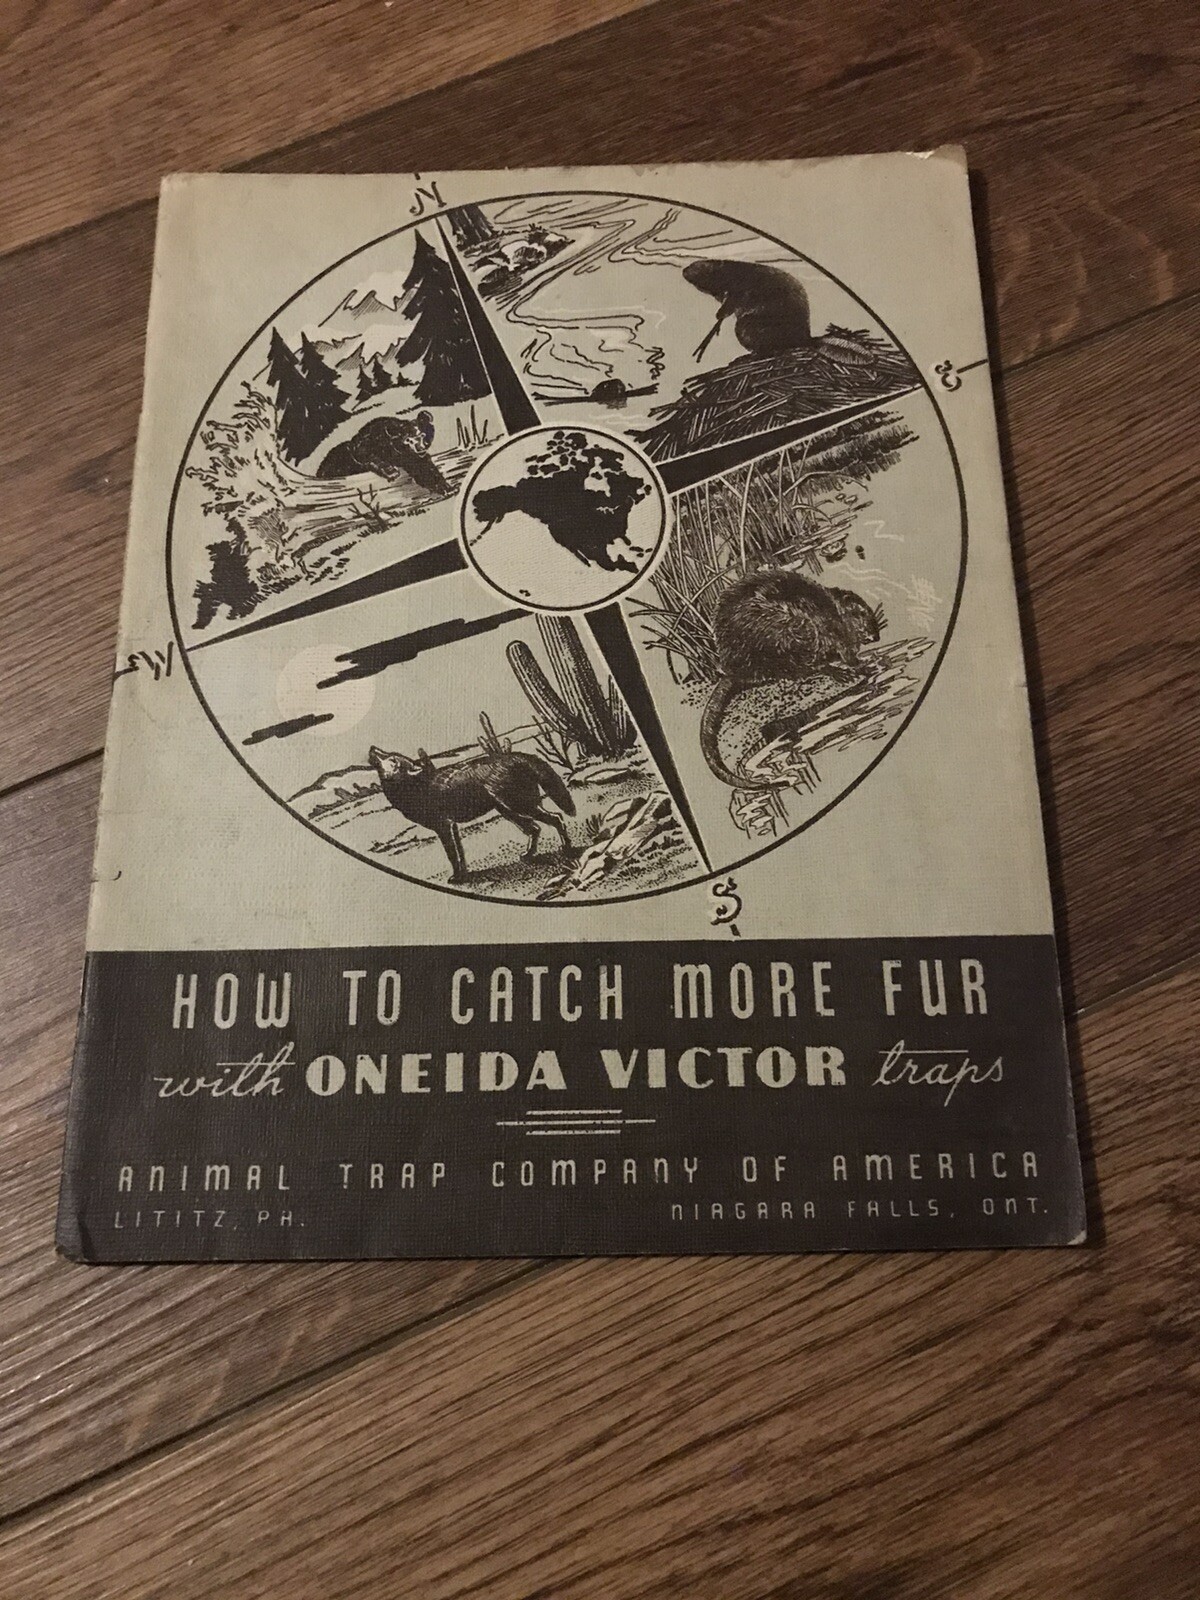 N
E
W
S
HOW TO CATCH MORE FUR
with ONEIDA VICTOR traps
ANIMAL TRAP COMPANY OF AMERICA
LITITZ, PA. NIAGARA FALLS, ONT.